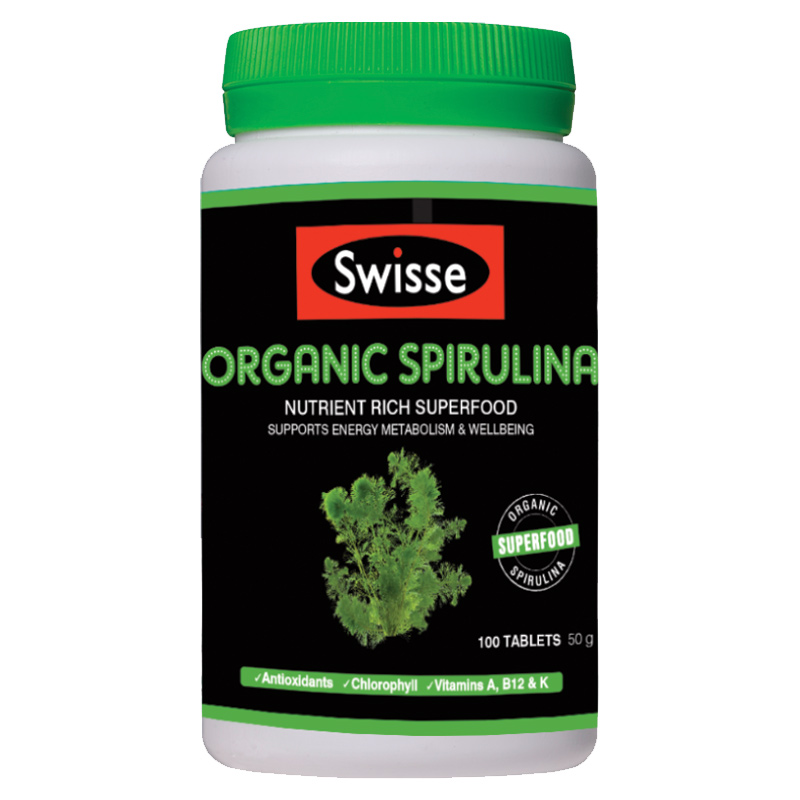 Swisse
ORGANIC SPIRULINA
NUTRIENT RICH SUPERFOOD
SUPPORTS ENERGY METABOLISM & WELLBEING
ORGANIC
SUPERFOOD
SPIRULINA
100 TABLETS 50 g
✓Antioxidants ✓Chlorophyll ✓Vitamins A, B12 & K